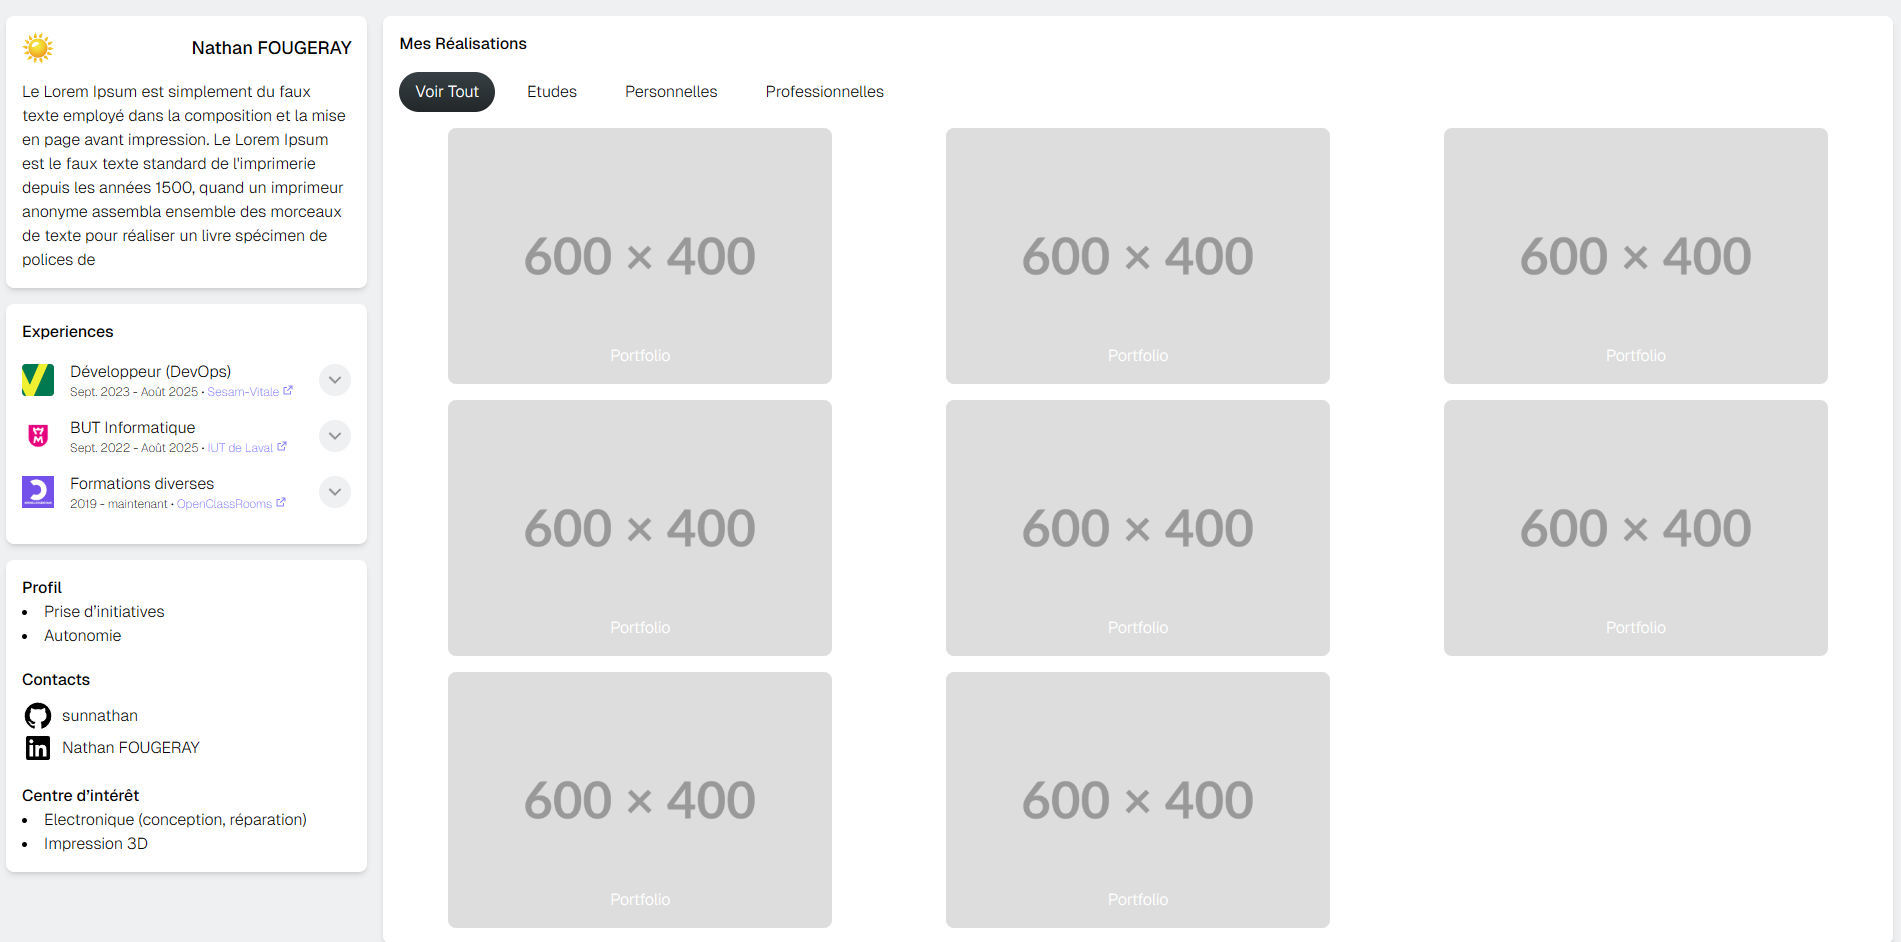 Nathan FOUGERAY
Le Lorem Ipsum est simplement du faux
texte employé dans la composition et la mise
en page avant impression. Le Lorem Ipsum
est le faux texte standard de l'imprimerie
depuis les années 1500, quand un imprimeur
anonyme assembla ensemble des morceaux
de texte pour réaliser un livre spécimen de
polices de
Experiences
Développeur (DevOps)
Sept. 2023 - Août 2025 • Sesam-Vitale
BUT Informatique
Sept. 2022 - Août 2025 • IUT de Laval
Formations diverses
2019 - maintenant • OpenClassRooms
Profil
• Prise d’initiatives
• Autonomie
Contacts
sunnathan
Nathan FOUGERAY
Centre d’intérêt
• Electronique (conception, réparation)
• Impression 3D
Mes Réalisations
Voir Tout Etudes Personnelles Professionnelles
600 × 400 600 × 400 600 × 400
Portfolio Portfolio Portfolio
600 × 400 600 × 400 600 × 400
Portfolio Portfolio Portfolio
600 × 400 600 × 400
Portfolio Portfolio